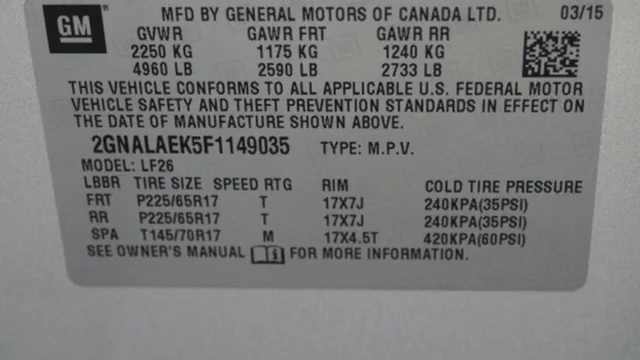 GM
MFD BY GENERAL MOTORS OF CANADA LTD. 03/15
GVWR GAWR FRT GAWR RR
2250 KG 1175 KG 1240 KG
4960 LB 2590 LB 2733 LB
THIS VEHICLE CONFORMS TO ALL APPLICABLE U.S. FEDERAL MOTOR
VEHICLE SAFETY AND THEFT PREVENTION STANDARDS IN EFFECT ON
THE DATE OF MANUFACTURE SHOWN ABOVE.
2GNALAEK5F1149035 TYPE: M.P.V.
MODEL: LF26
LBBR TIRE SIZE SPEED RTG RIM COLD TIRE PRESSURE
FRT P225/65R17 T 17X7J 240KPA(35PSI)
RR P225/65R17 T 17X7J 240KPA(35PSI)
SPA T145/70R17 M 17X4.5T 420KPA(60PSI)
SEE OWNER'S MANUAL FOR MORE INFORMATION.